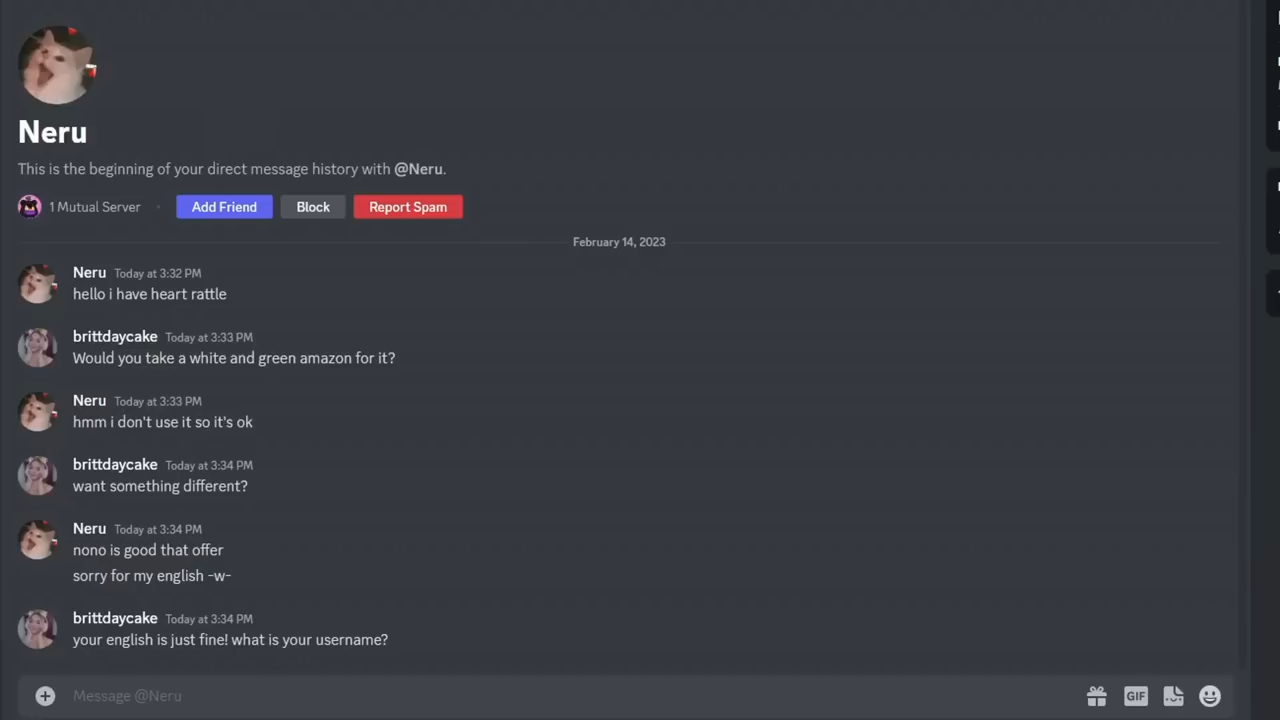 Neru
This is the beginning of your direct message history with @Neru.
1 Mutual Server • Add Friend Block Report Spam
February 14, 2023
Neru Today at 3:32 PM
hello i have heart rattle
brittdaycake Today at 3:33 PM
Would you take a white and green amazon for it?
Neru Today at 3:33 PM
hmm i don't use it so it's ok
brittdaycake Today at 3:34 PM
want something different?
Neru Today at 3:34 PM
nono is good that offer
sorry for my english -w-
brittdaycake Today at 3:34 PM
your english is just fine! what is your username?
Message @Neru
GIF